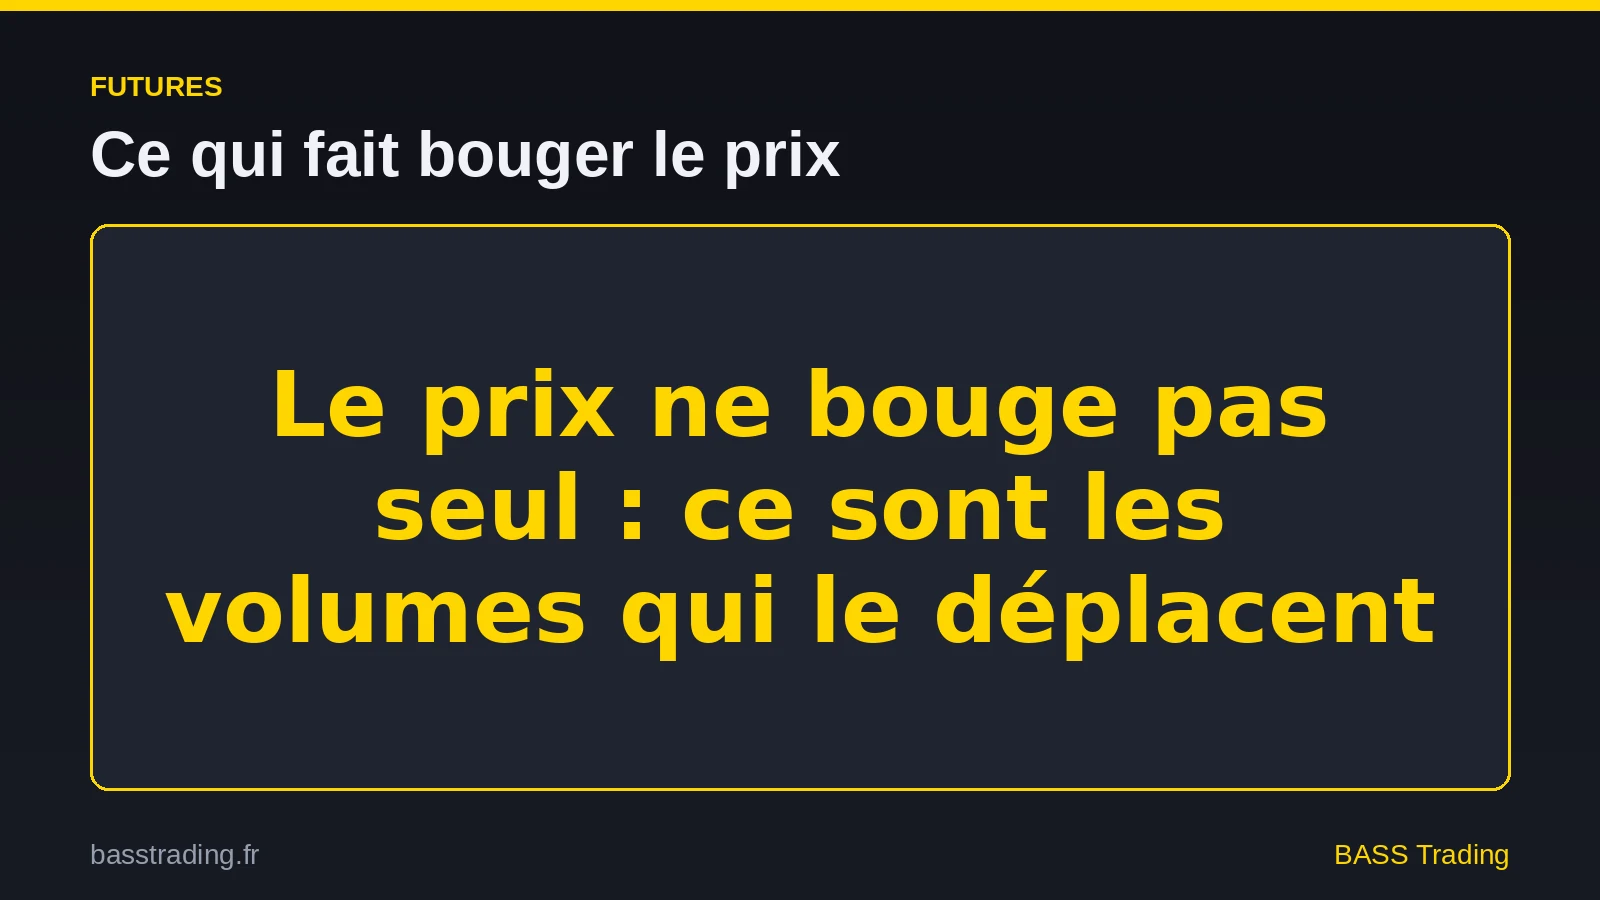 FUTURES
Ce qui fait bouger le prix
Le prix ne bouge pas
seul : ce sont les
volumes qui le déplacent
basstrading.fr
BASS Trading